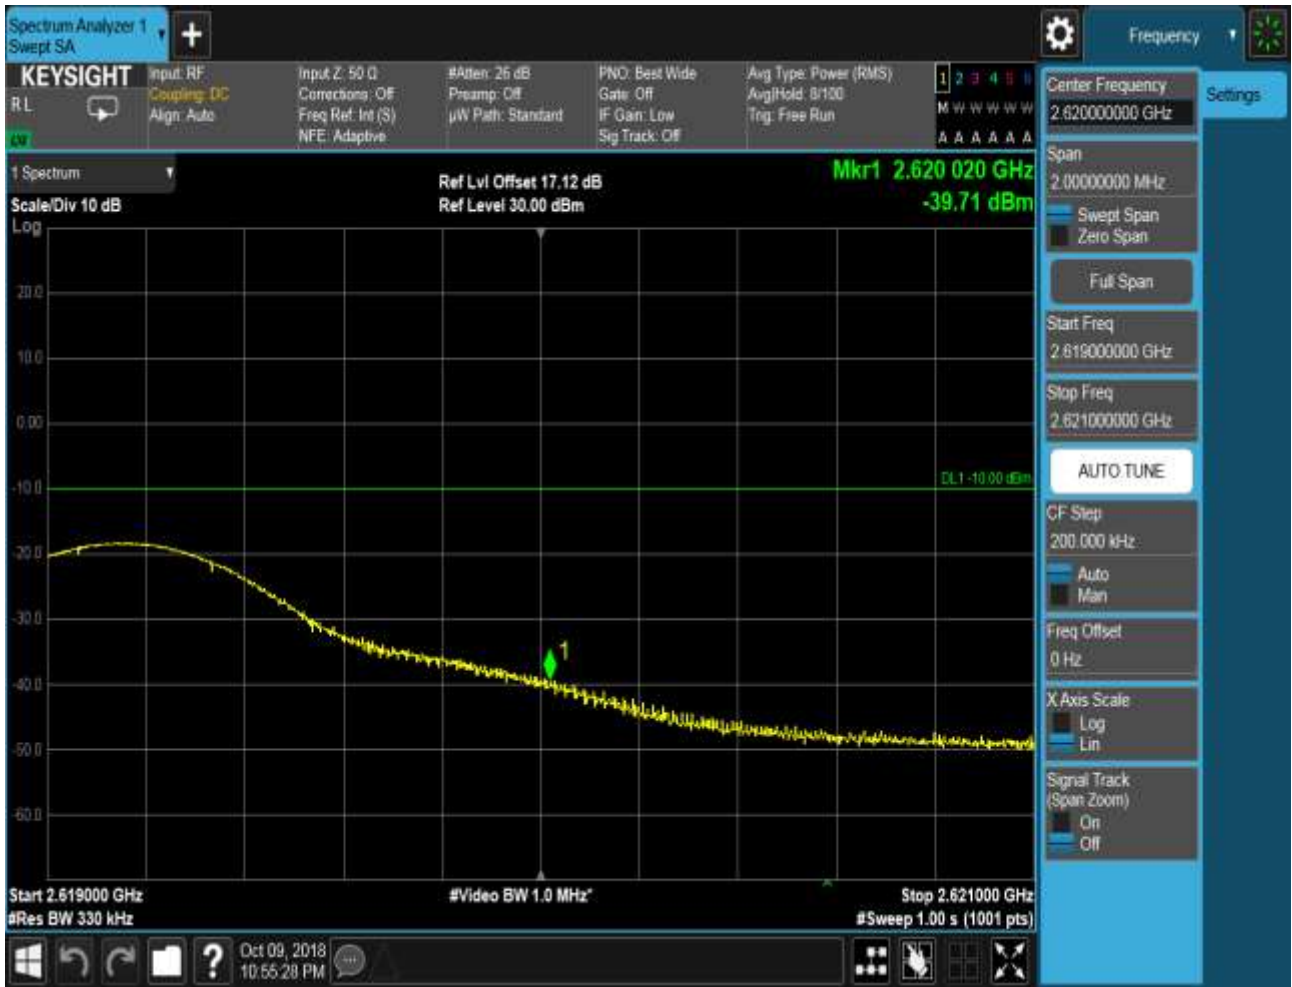 Spectrum Analyzer 1
Swept SA
+
Frequency
KEYSIGHT
RL
Input: RF
Coupling: DC
Align: Auto
Input Z: 50 Ω
Corrections: Off
Freq Ref: Int (S)
NFE: Adaptive
#Atten: 26 dB
Preamp: Off
µW Path: Standard
PNO: Best Wide
Gate: Off
IF Gain: Low
Sig Track: Off
Avg Type: Power (RMS)
Avg|Hold: 8/100
Trig: Free Run
1 2 3 4 5 6
M W W W W W
A A A A A A
Center Frequency
2.620000000 GHz
Settings
Span
2.00000000 MHz
Swept Span
Zero Span
Full Span
Start Freq
2.619000000 GHz
Stop Freq
2.621000000 GHz
AUTO TUNE
CF Step
200.000 kHz
Auto
Man
Freq Offset
0 Hz
X Axis Scale
Log
Lin
Signal Track
(Span Zoom)
On
Off
1 Spectrum
Scale/Div 10 dB
Ref Lvl Offset 17.12 dB
Ref Level 30.00 dBm
Mkr1 2.620 020 GHz
-39.71 dBm
Log
20.0
10.0
0.00
DL1 -10.00 dBm
-10.0
-20.0
-30.0
1
-40.0
-50.0
-60.0
Start 2.619000 GHz
#Video BW 1.0 MHz*
Stop 2.621000 GHz
#Res BW 330 kHz
#Sweep 1.00 s (1001 pts)
?
Oct 09, 2018
10:55:28 PM